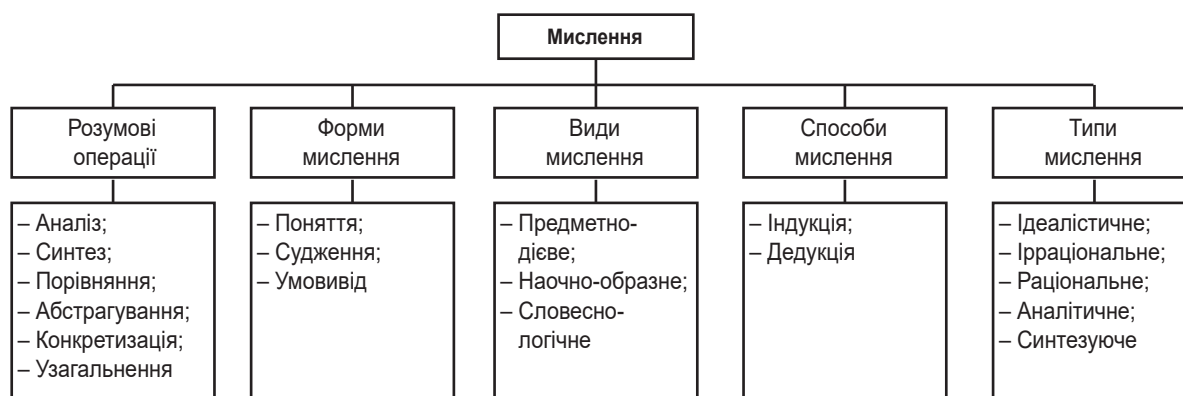 Мислення
Розумові
операції
Форми
мислення
Види
мислення
Способи
мислення
Типи
мислення
– Аналіз;
– Синтез;
– Порівняння;
– Абстрагування;
– Конкретизація;
– Узагальнення
– Поняття;
– Судження;
– Умовивід
– Предметно-
дієве;
– Наочно-образне;
– Словесно-
логічне
– Індукція;
– Дедукція
– Ідеалістичне;
– Ірраціональне;
– Раціональне;
– Аналітичне;
– Синтезуюче